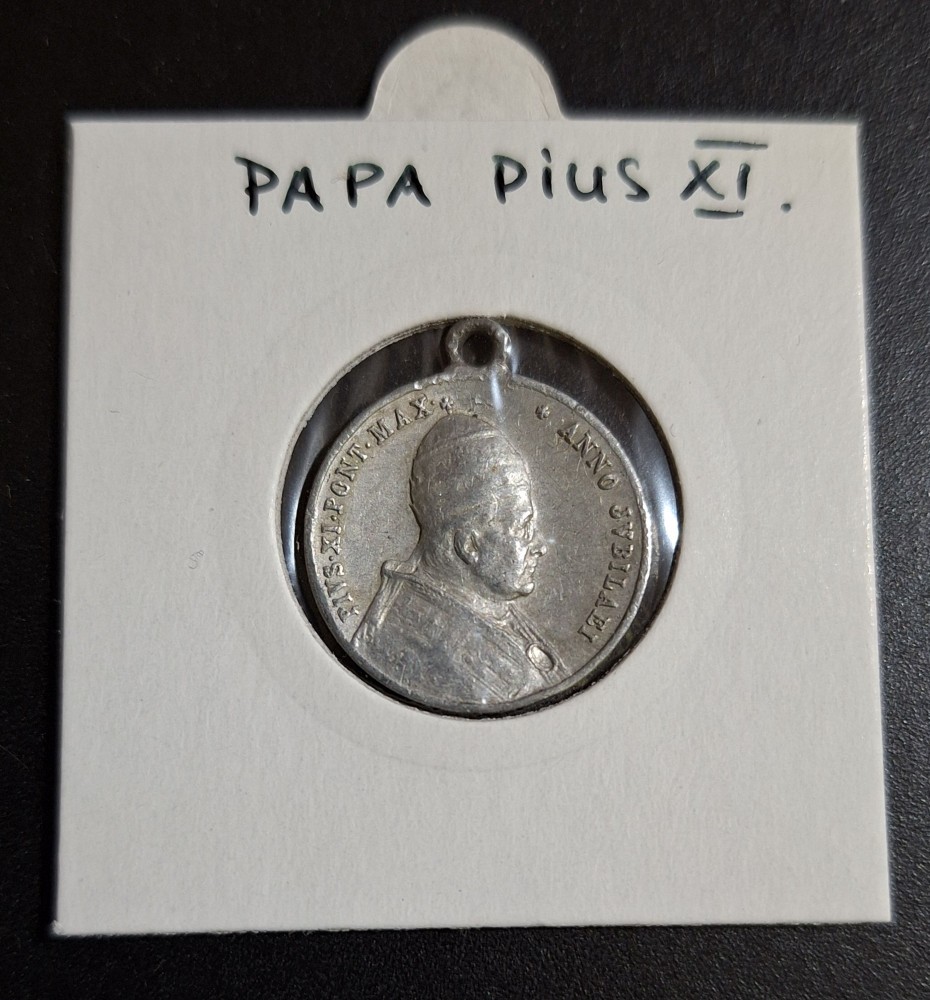 PAPA PiUS XI.
PIVS·XI·PONT·MAX·* * ANNO IVBILAEI